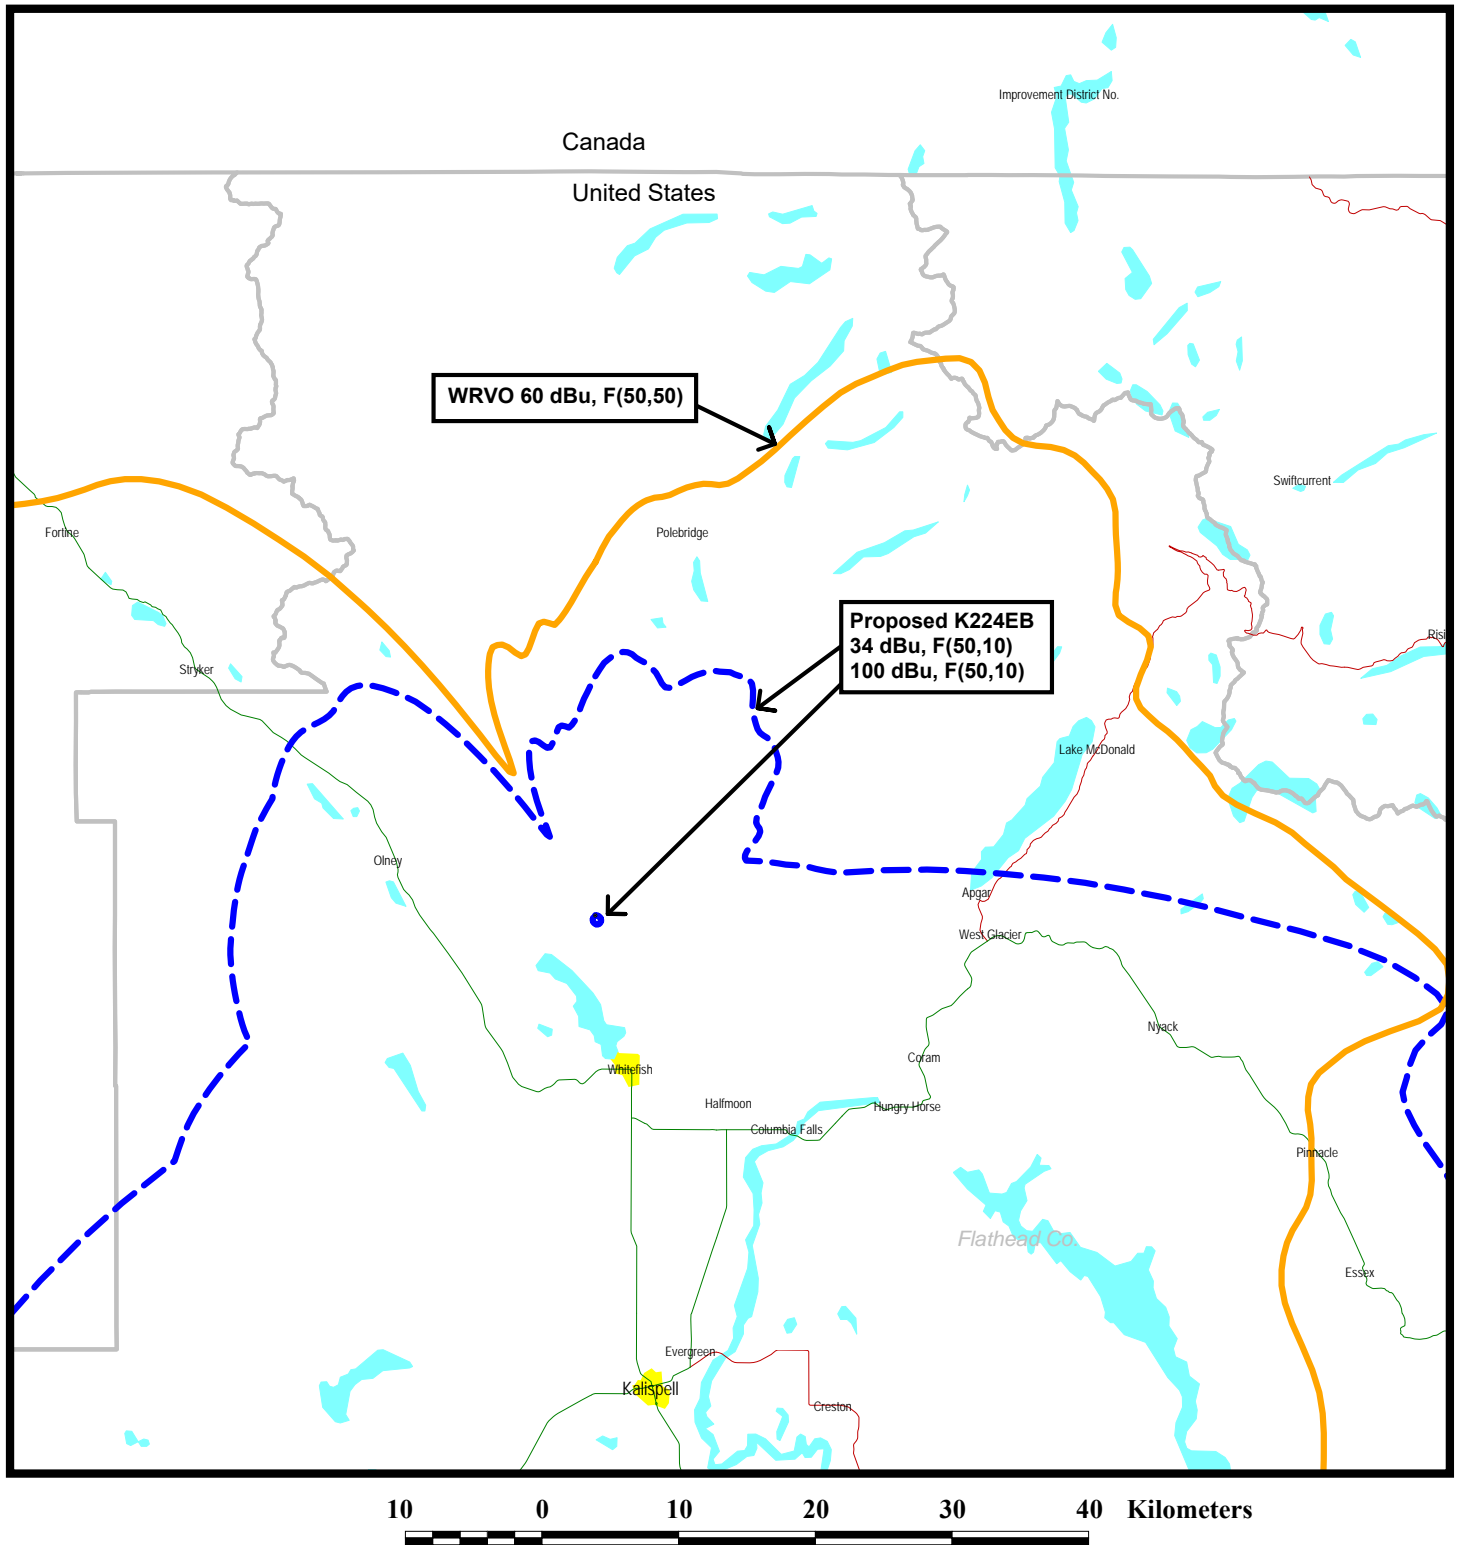 Improvement District No.
Canada
United States
WRVO 60 dBu, F(50,50)
Swiftcurrent
Fortine
Polebridge
Proposed K224EB
34 dBu, F(50,10)
100 dBu, F(50,10)
Risi
Stryker
Lake McDonald
Olney
Apgar
West Glacier
Nyack
Coram
Whitefish
Halfmoon
Hungry Horse
Columbia Falls
Pinnacle
Flathead Co.
Essex
Evergreen
Kalispell
Creston
10 0 10 20 30 40 Kilometers